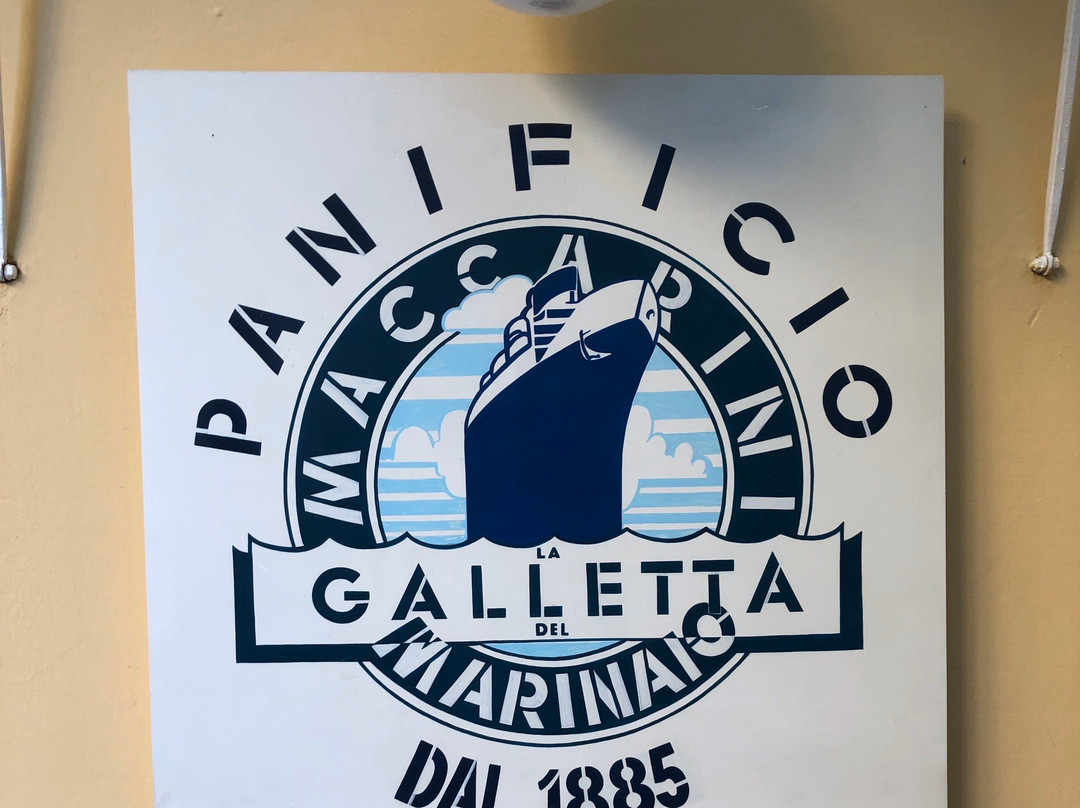 PANIFICIO
MACCARINI
LA
GALLETTA
DEL
MARINAIO
DAL 1885